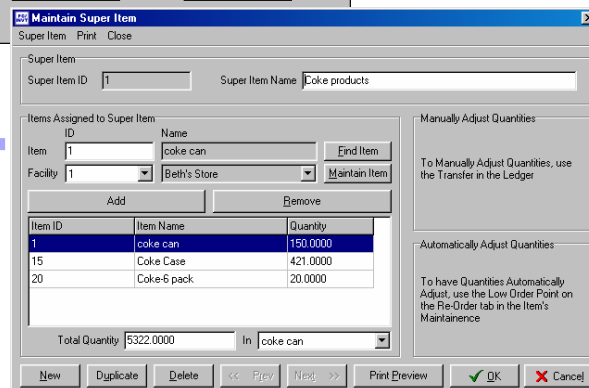 Maintain Super Item
Super Item Print Close
Super Item
Super Item ID 1 Super Item Name Coke products
Items Assigned to Super Item
ID Name
Item 1 coke can Find Item
Facility 1 Beth's Store Maintain Item
Add Remove
Item ID Item Name Quantity
1 coke can 150.0000
15 Coke Case 421.0000
20 Coke-6 pack 20.0000
Total Quantity 5322.0000 In coke can
Manually Adjust Quantities
To Manually Adjust Quantities, use
the Transfer in the Ledger
Automatically Adjust Quantities
To have Quantities Automatically
Adjust, use the Low Order Point on
the Re-Order tab in the Item's
Maintainence
New Duplicate Delete << Prev Next >> Print Preview OK Cancel